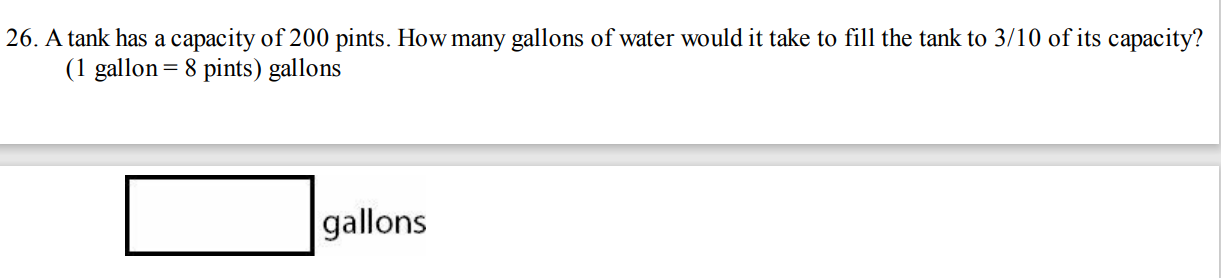 26. A tank has a capacity of 200 pints. How many gallons of water would it take to fill the tank to 3/10 of its capacity?
(1 gallon = 8 pints) gallons
gallons